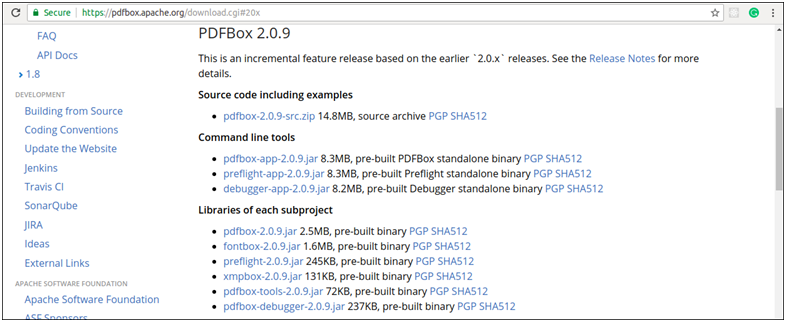 Secure https://pdfbox.apache.org/download.cgi#20x
FAQ
API Docs
1.8
DEVELOPMENT
Building from Source
Coding Conventions
Update the Website
Jenkins
Travis CI
SonarQube
JIRA
Ideas
External Links
APACHE SOFTWARE FOUNDATION
Apache Software Foundation
ASF Sponsors
PDFBox 2.0.9
This is an incremental feature release based on the earlier `2.0.x` releases. See the Release Notes for more
details.
Source code including examples
pdfbox-2.0.9-src.zip 14.8MB, source archive PGP SHA512
Command line tools
pdfbox-app-2.0.9.jar 8.3MB, pre-built PDFBox standalone binary PGP SHA512
preflight-app-2.0.9.jar 8.3MB, pre-built Preflight standalone binary PGP SHA512
debugger-app-2.0.9.jar 8.2MB, pre-built Debugger standalone binary PGP SHA512
Libraries of each subproject
pdfbox-2.0.9.jar 2.5MB, pre-built binary PGP SHA512
fontbox-2.0.9.jar 1.6MB, pre-built binary PGP SHA512
preflight-2.0.9.jar 245KB, pre-built binary PGP SHA512
xmpbox-2.0.9.jar 131KB, pre-built binary PGP SHA512
pdfbox-tools-2.0.9.jar 72KB, pre-built binary PGP SHA512
pdfbox-debugger-2.0.9.jar 237KB, pre-built binary PGP SHA512